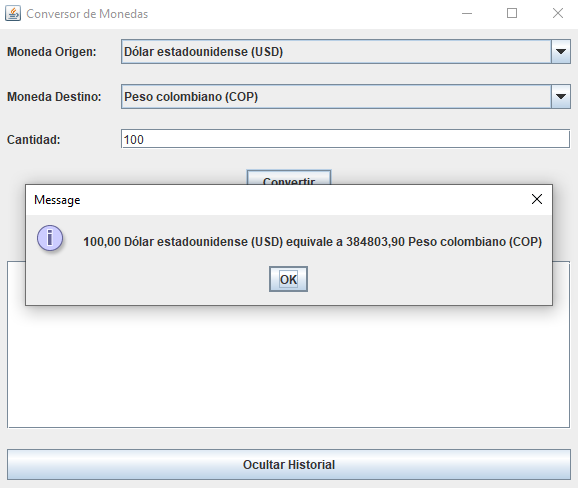 Conversor de Monedas
Moneda Origen: Dólar estadounidense (USD)
Moneda Destino: Peso colombiano (COP)
Cantidad: 100
Convertir
Message
100,00 Dólar estadounidense (USD) equivale a 384803,90 Peso colombiano (COP)
OK
Ocultar Historial